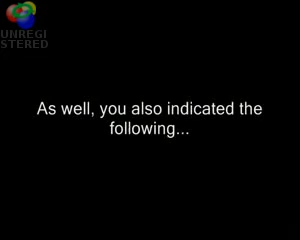 UNREGI
STERED
As well, you also indicated the
following...